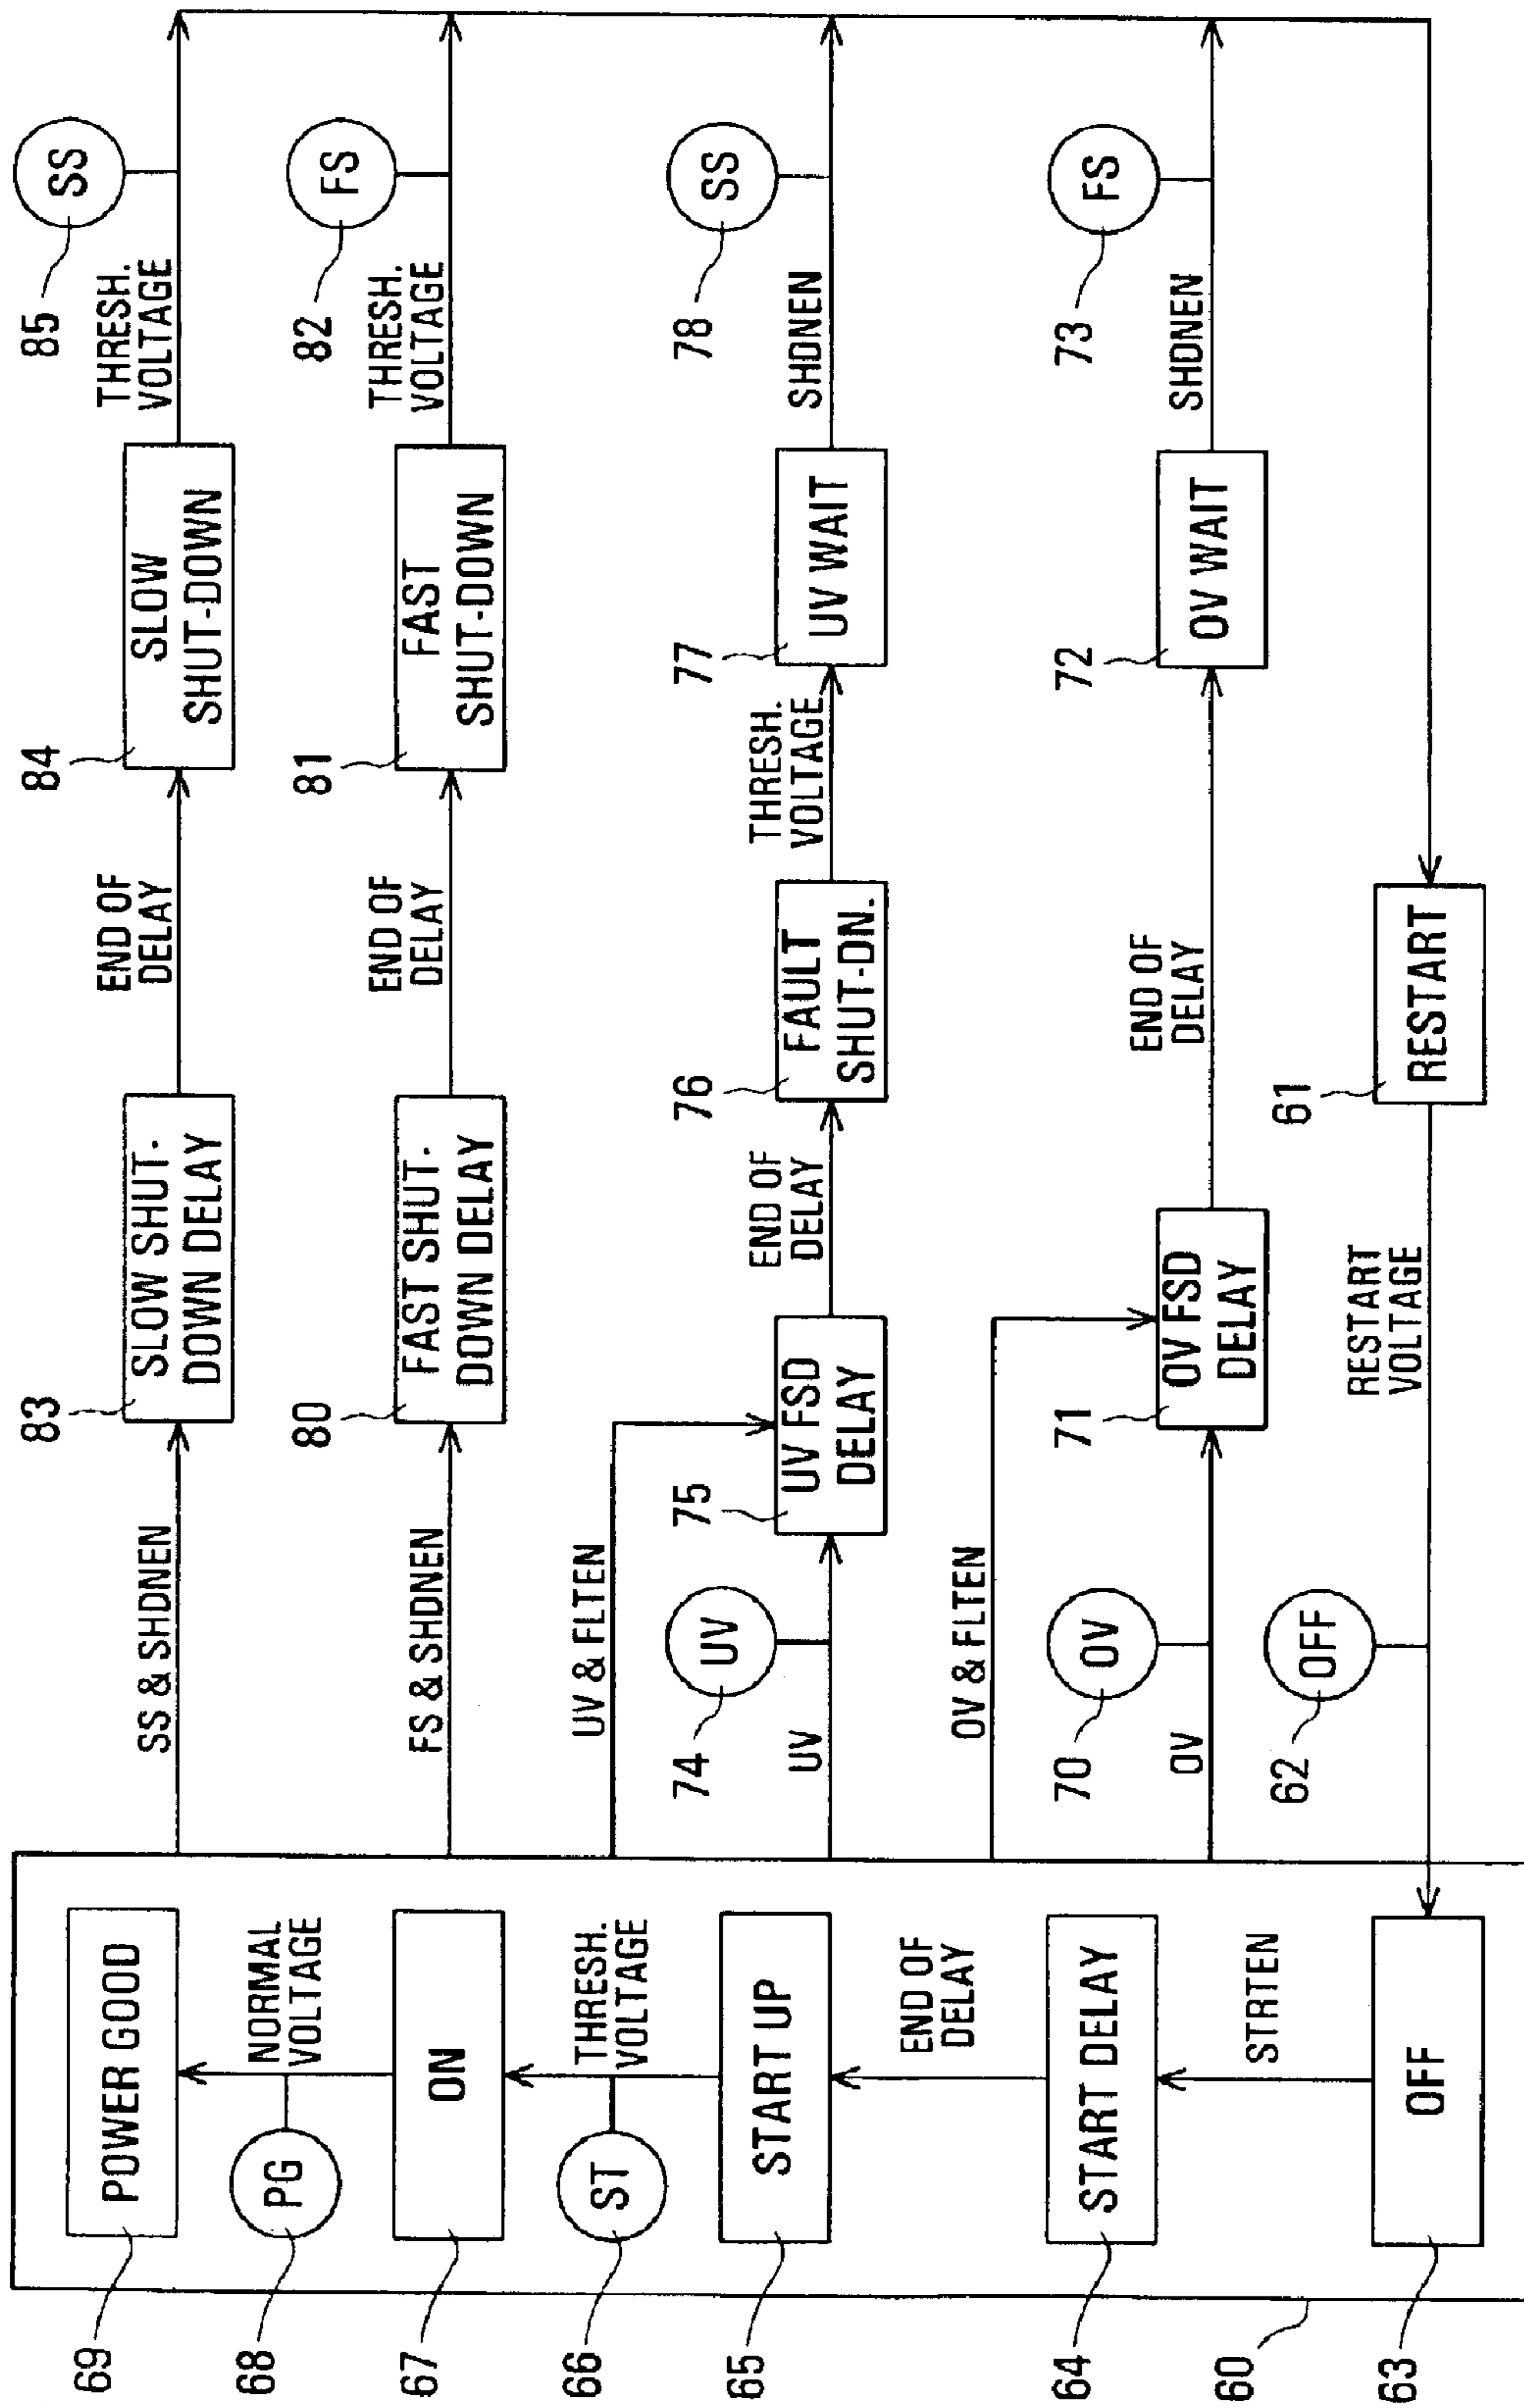 69
POWER GOOD
68
PG
NORMAL
VOLTAGE
67
ON
66
ST
THRESH.
VOLTAGE
65
START UP
END OF
DELAY
64
START DELAY
STRTEN
60
63
OFF
SS & SHDNEN
83
SLOW SHUT-
DOWN DELAY
END OF
DELAY
84
SLOW
SHUT-DOWN
THRESH.
VOLTAGE
85
SS
FS & SHDNEN
80
FAST SHUT-
DOWN DELAY
END OF
DELAY
81
FAST
SHUT-DOWN
THRESH.
VOLTAGE
82
FS
UV & FLTEN
74
UV
UV
75
UV FSD
DELAY
END OF
DELAY
76
FAULT
SHUT-DN.
THRESH.
VOLTAGE
77
UV WAIT
SHDNEN
78
SS
OV & FLTEN
70
OV
OV
71
OV FSD
DELAY
END OF
DELAY
72
OV WAIT
SHDNEN
73
FS
62
OFF
RESTART
VOLTAGE
61
RESTART